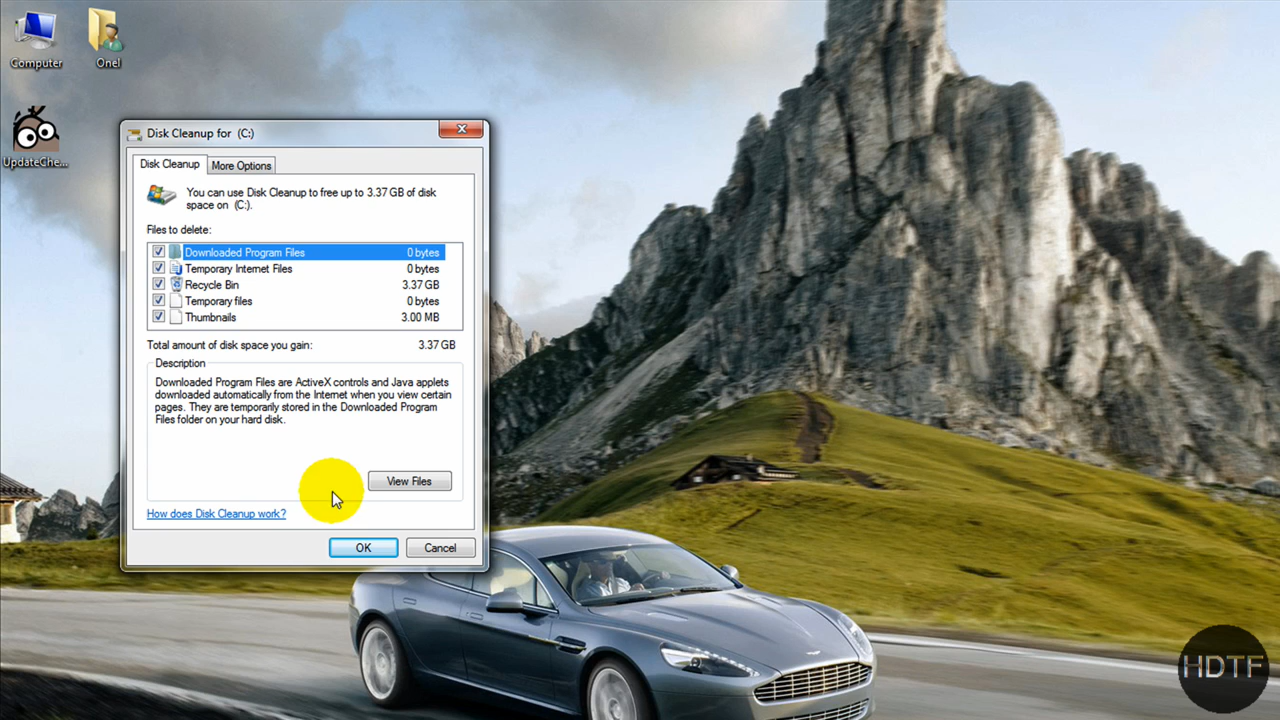 Computer
Onel
UpdateChe...
Disk Cleanup for (C:)
Disk Cleanup
More Options
You can use Disk Cleanup to free up to 3.37 GB of disk
space on (C:).
Files to delete:
Downloaded Program Files 0 bytes
Temporary Internet Files 0 bytes
Recycle Bin 3.37 GB
Temporary files 0 bytes
Thumbnails 3.00 MB
Total amount of disk space you gain: 3.37 GB
Description
Downloaded Program Files are ActiveX controls and Java applets
downloaded automatically from the Internet when you view certain
pages. They are temporarily stored in the Downloaded Program
Files folder on your hard disk.
View Files
How does Disk Cleanup work?
OK
Cancel
HDTF